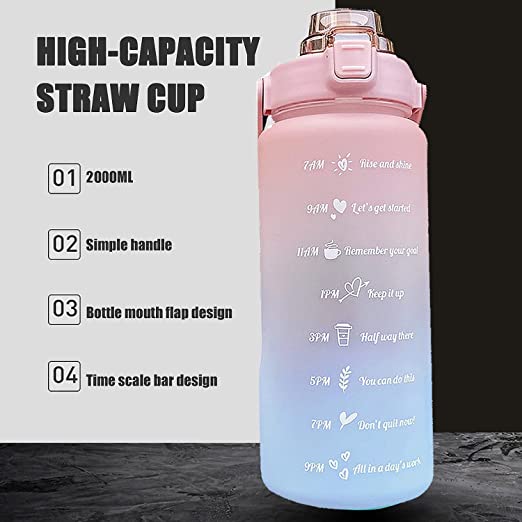 HIGH-CAPACITY
STRAW CUP
01 2000ML
02 Simple handle
03 Bottle mouth flap design
04 Time scale bar design
7AM Rise and shine
9AM Let's get started
11AM Remember your goal
1PM Keep it up
3PM Half way there
5PM You can do this
7PM Don't quit now!
9PM All in a day's work